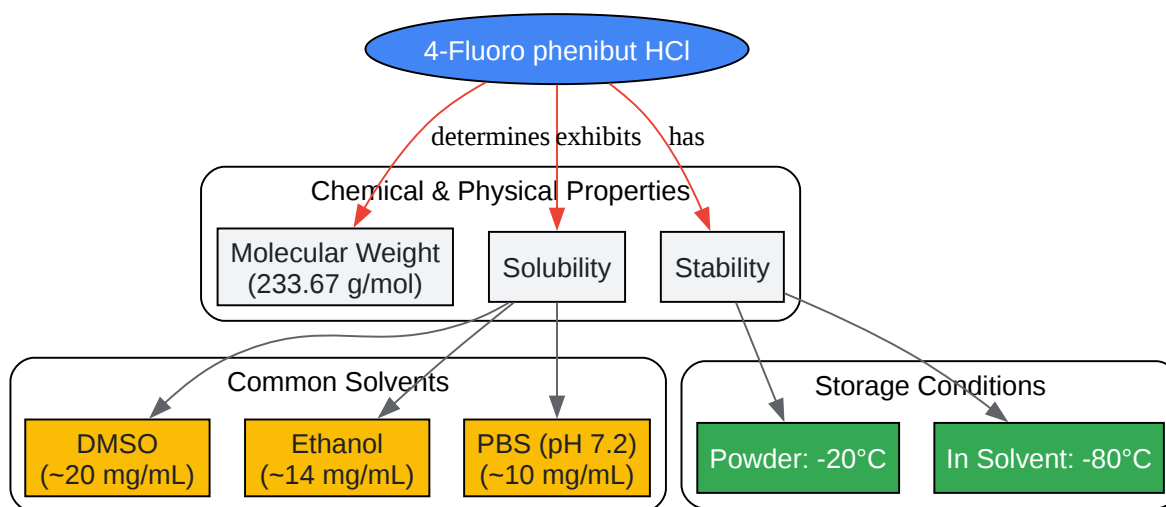 4-Fluoro phenibut HCl
determines
exhibits
has
Chemical & Physical Properties
Molecular Weight
(233.67 g/mol)
Solubility
Stability
Common Solvents
Storage Conditions
DMSO
(~20 mg/mL)
Ethanol
(~14 mg/mL)
PBS (pH 7.2)
(~10 mg/mL)
Powder: -20°C
In Solvent: -80°C